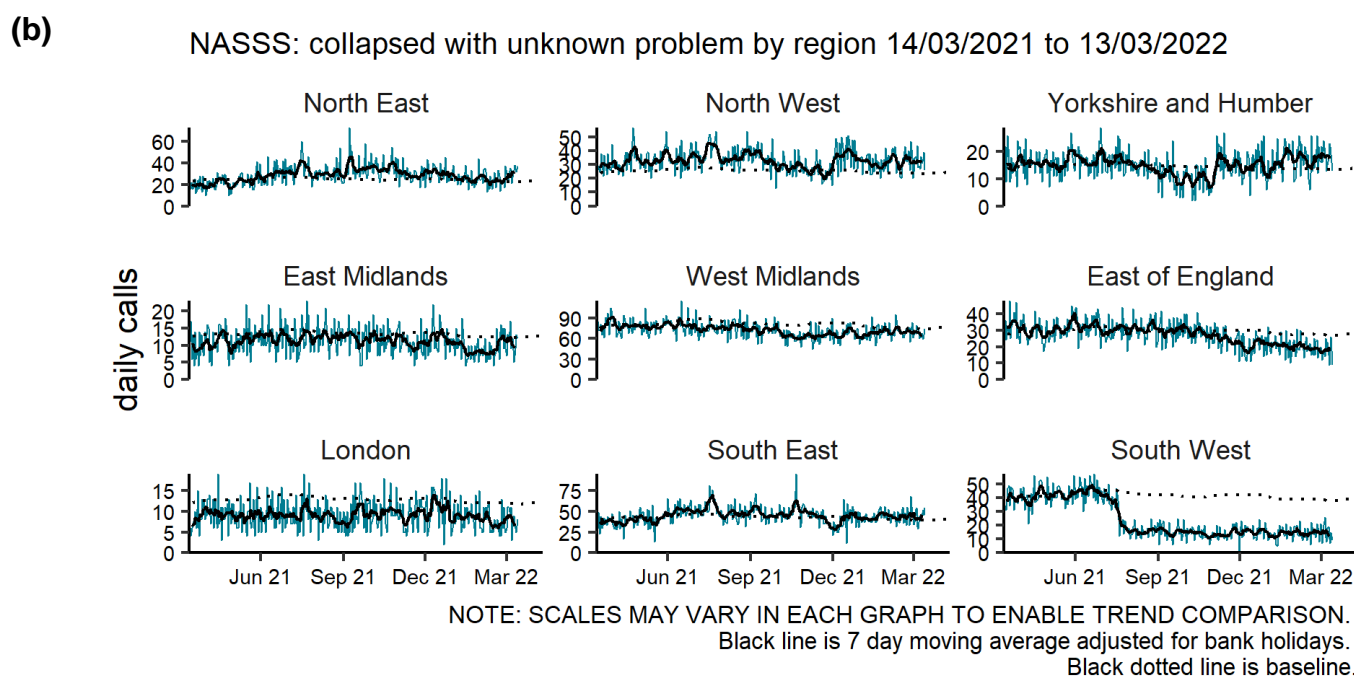 (b)
NASSS: collapsed with unknown problem by region 14/03/2021 to 13/03/2022
North East
North West
Yorkshire and Humber
60
40
20
0
50
40
30
20
10
0
20
10
0
daily calls
East Midlands
West Midlands
East of England
20
15
10
5
0
90
60
30
0
40
30
20
10
0
London
South East
South West
15
10
5
0
75
50
25
0
50
40
30
20
10
0
Jun 21 Sep 21 Dec 21 Mar 22
Jun 21 Sep 21 Dec 21 Mar 22
Jun 21 Sep 21 Dec 21 Mar 22
NOTE: SCALES MAY VARY IN EACH GRAPH TO ENABLE TREND COMPARISON.
Black line is 7 day moving average adjusted for bank holidays.
Black dotted line is baseline.